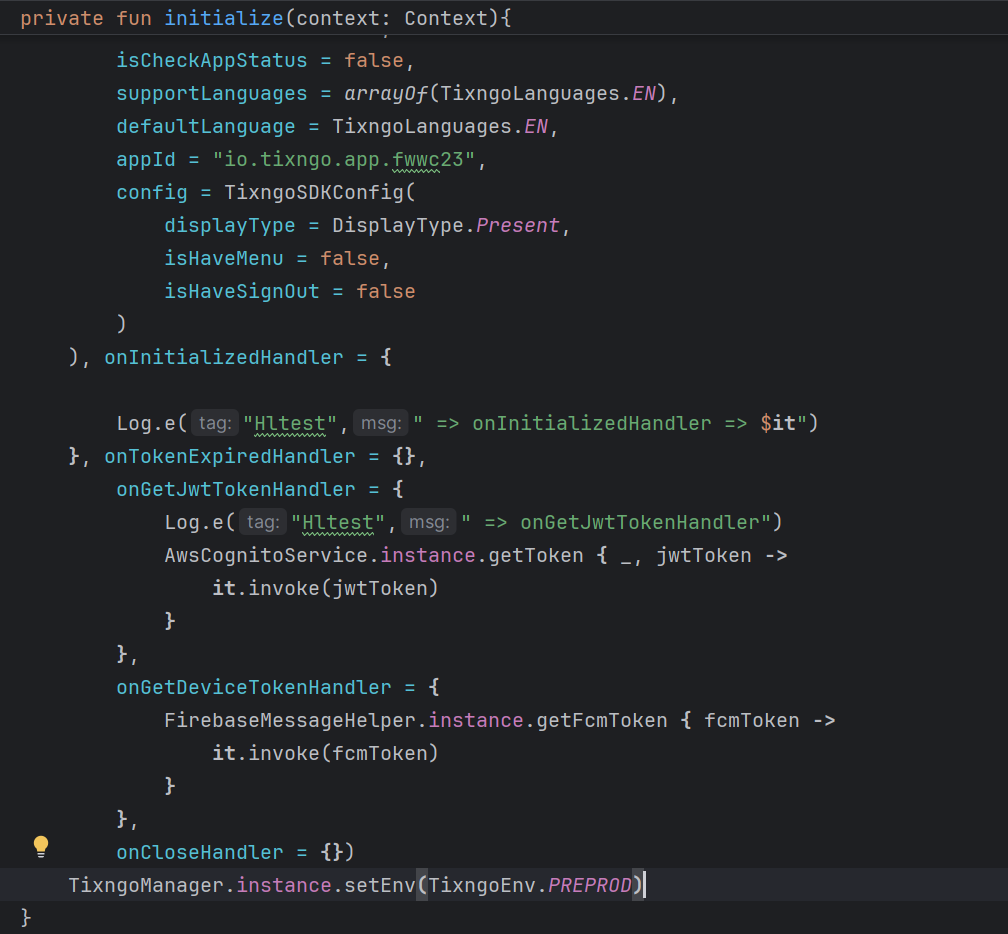 private fun initialize(context: Context){
isCheckAppStatus = false,
supportLanguages = arrayOf(TixngoLanguages.EN),
defaultLanguage = TixngoLanguages.EN,
appId = "io.tixngo.app.fwwc23",
config = TixngoSDKConfig(
displayType = DisplayType.Present,
isHaveMenu = false,
isHaveSignOut = false
)
), onInitializedHandler = {
Log.e( tag: "Hltest", msg: " => onInitializedHandler => $it")
}, onTokenExpiredHandler = {},
onGetJwtTokenHandler = {
Log.e( tag: "Hltest", msg: " => onGetJwtTokenHandler")
AwsCognitoService.instance.getToken { _, jwtToken ->
it.invoke(jwtToken)
}
},
onGetDeviceTokenHandler = {
FirebaseMessageHelper.instance.getFcmToken { fcmToken ->
it.invoke(fcmToken)
}
},
onCloseHandler = {})
TixngoManager.instance.setEnv(TixngoEnv.PREPROD)
}